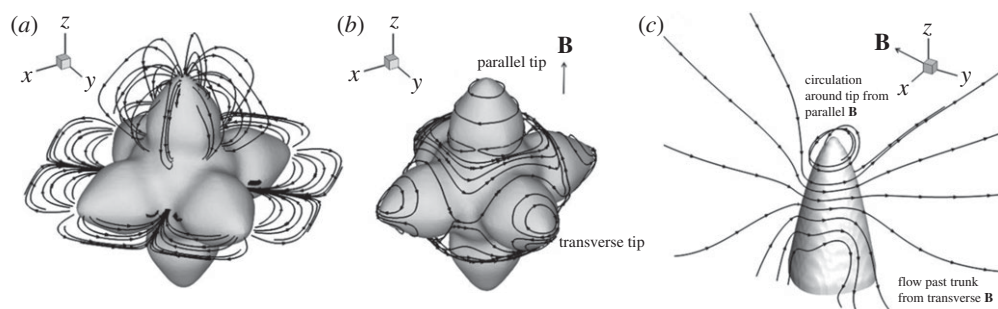 (a)
z
x
y
(b)
z
x
y
parallel tip
B
transverse tip
(c)
B
z
x
y
circulation
around tip from
parallel B
flow past trunk
from transverse B